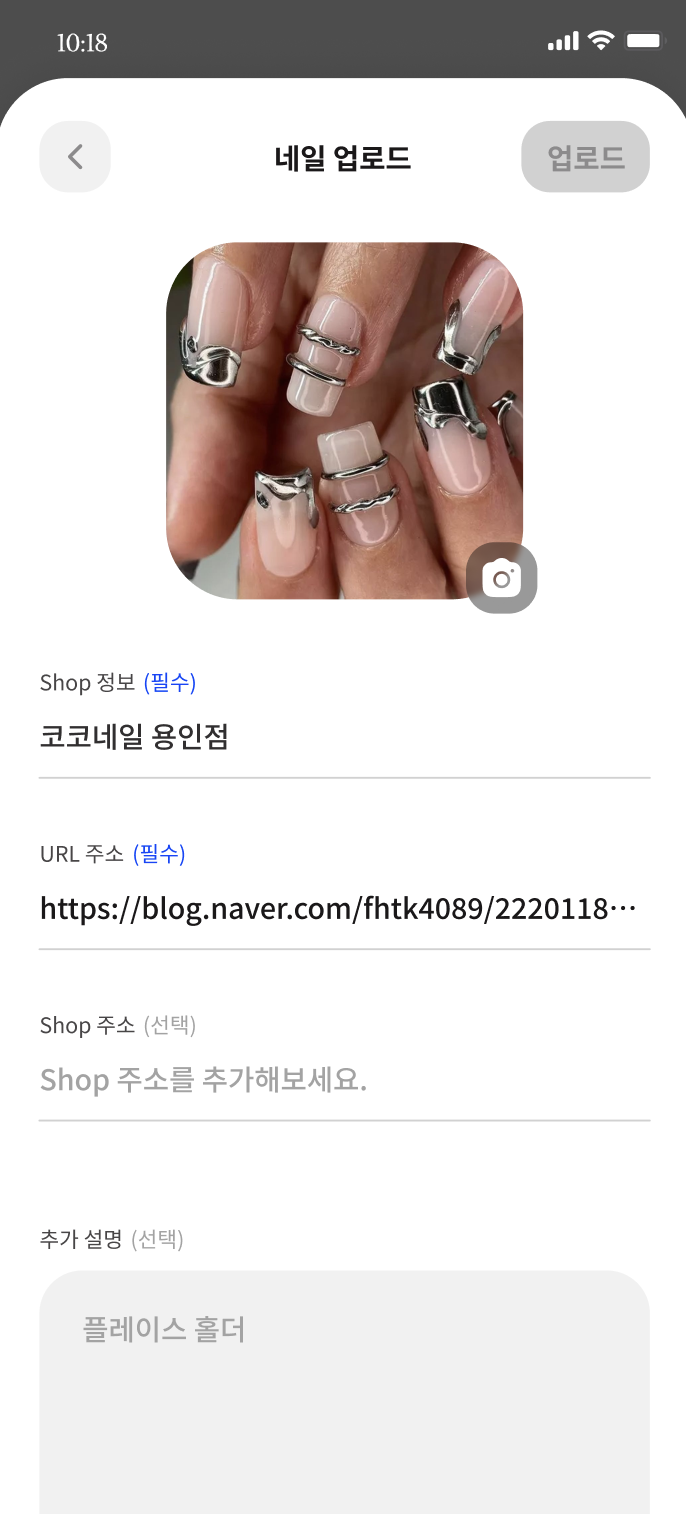 10:18
네일 업로드
업로드
Shop 정보 (필수)
코코네일 용인점
URL 주소 (필수)
https://blog.naver.com/fhtk4089/2220118···
Shop 주소 (선택)
Shop 주소를 추가해보세요.
추가 설명 (선택)
플레이스 홀더